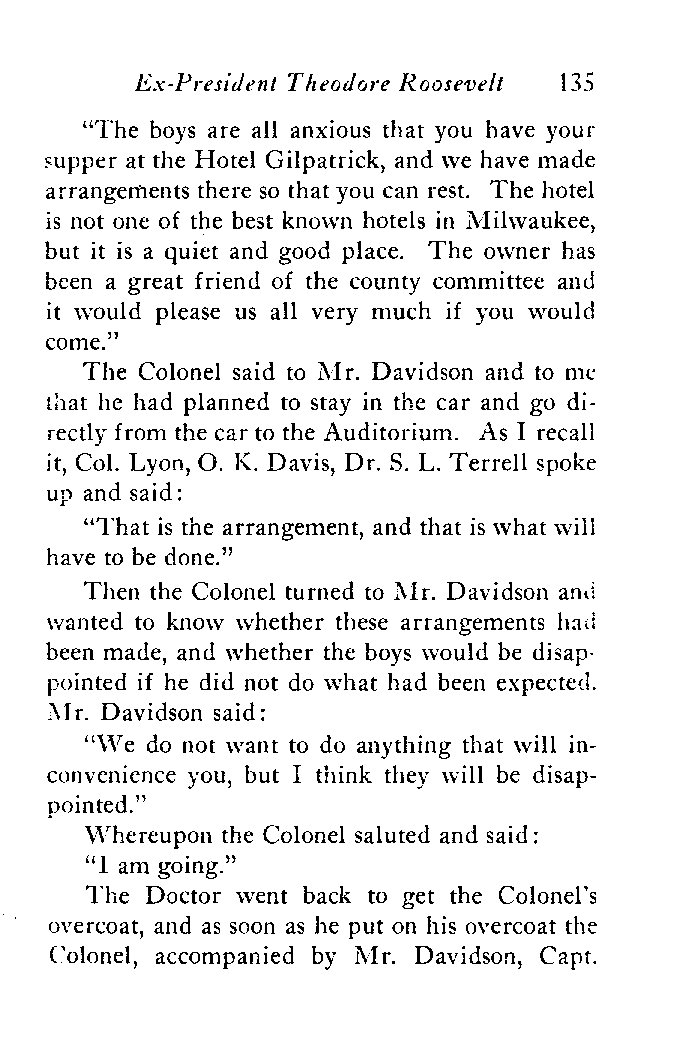 Ex-President Theodore Roosevelt 135
"The boys are all anxious that you have your
supper at the Hotel Gilpatrick, and we have made
arrangements there so that you can rest. The hotel
is not one of the best known hotels in Milwaukee,
but it is a quiet and good place. The owner has
been a great friend of the county committee and
it would please us all very much if you would
come."
The Colonel said to Mr. Davidson and to me
that he had planned to stay in the car and go di-
rectly from the car to the Auditorium. As I recall
it, Col. Lyon, O. K. Davis, Dr. S. L. Terrell spoke
up and said:
"That is the arrangement, and that is what will
have to be done."
Then the Colonel turned to Mr. Davidson and
wanted to know whether these arrangements had
been made, and whether the boys would be disap-
pointed if he did not do what had been expected.
Mr. Davidson said:
"We do not want to do anything that will in-
convenience you, but I think they will be disap-
pointed."
Whereupon the Colonel saluted and said:
"I am going."
The Doctor went back to get the Colonel's
overcoat, and as soon as he put on his overcoat the
Colonel, accompanied by Mr. Davidson, Capt.